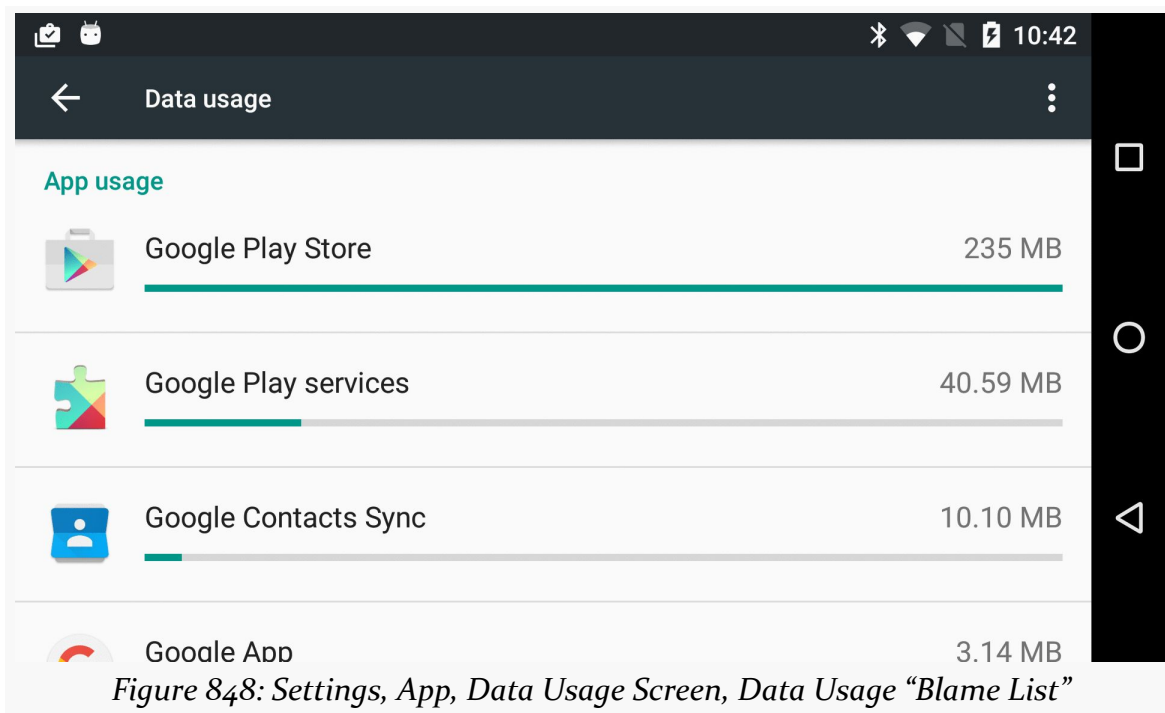 10:42
Data usage
App usage
Google Play Store 235 MB
Google Play services 40.59 MB
Google Contacts Sync 10.10 MB
Google App 3.14 MB
Figure 848: Settings, App, Data Usage Screen, Data Usage “Blame List”